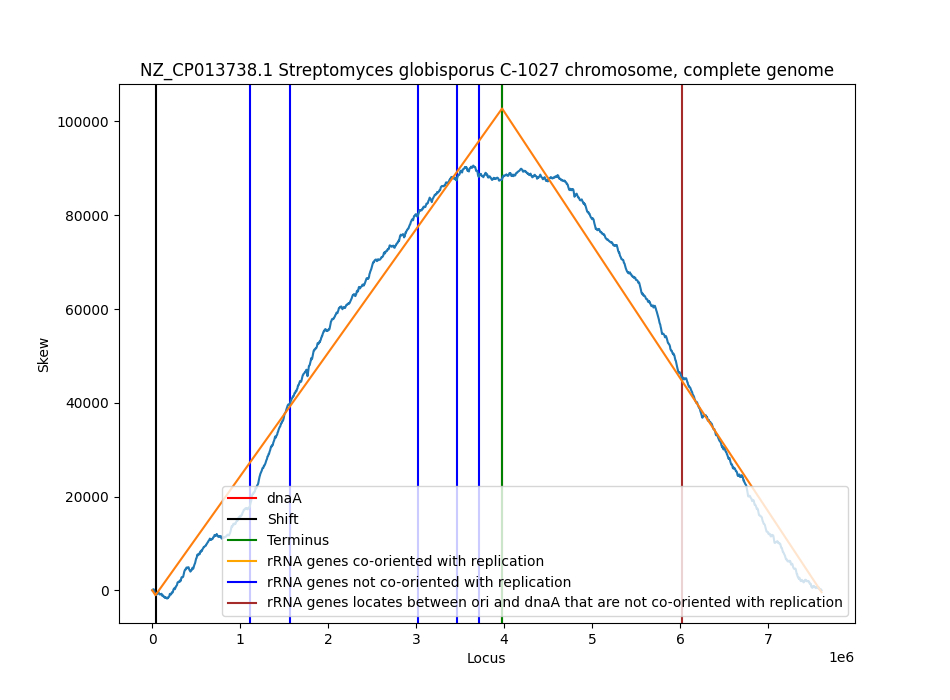 NZ_CP013738.1 Streptomyces globisporus C-1027 chromosome, complete genome
100000
80000
60000
40000
20000
0
Skew
dnaA
Shift
Terminus
rRNA genes co-oriented with replication
rRNA genes not co-oriented with replication
rRNA genes locates between ori and dnaA that are not co-oriented with replication
0 1 2 3 4 5 6 7
1e6
Locus